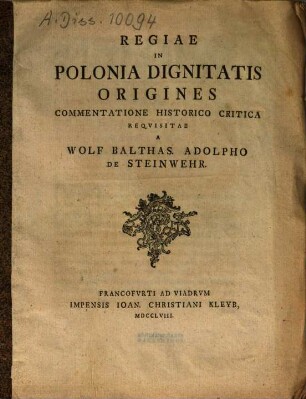 A. Diss. 10094
REGIAE
IN
POLONIA DIGNITATIS
ORIGINES
COMMENTATIONE HISTORICO CRITICA
REQVISITAE
A
WOLF BALTHAS. ADOLPHO
DE STEINWEHR.
FRANCOFVRTI AD VIADRVM
IMPENSIS IOAN. CHRISTIANI KLEYB,
MDCCLVIII.